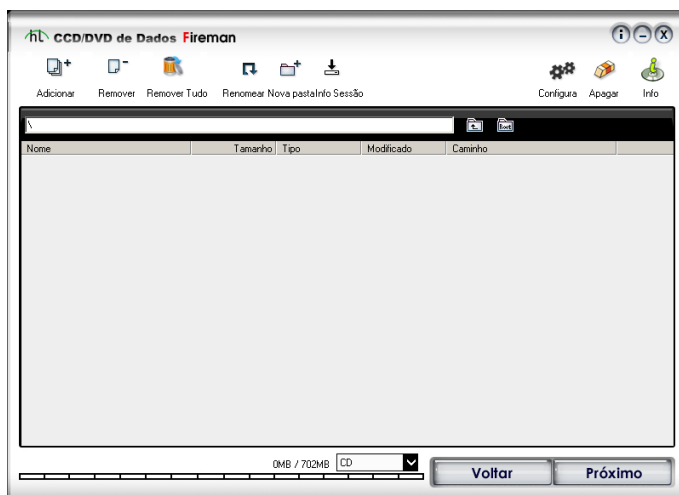 CCD/DVD de Dados Fireman
Adicionar Remover Remover Tudo Renomear Nova pasta Info Sessão Configura Apagar Info
\
Nome Tamanho Tipo Modificado Caminho
0MB / 702MB CD
Voltar Próximo